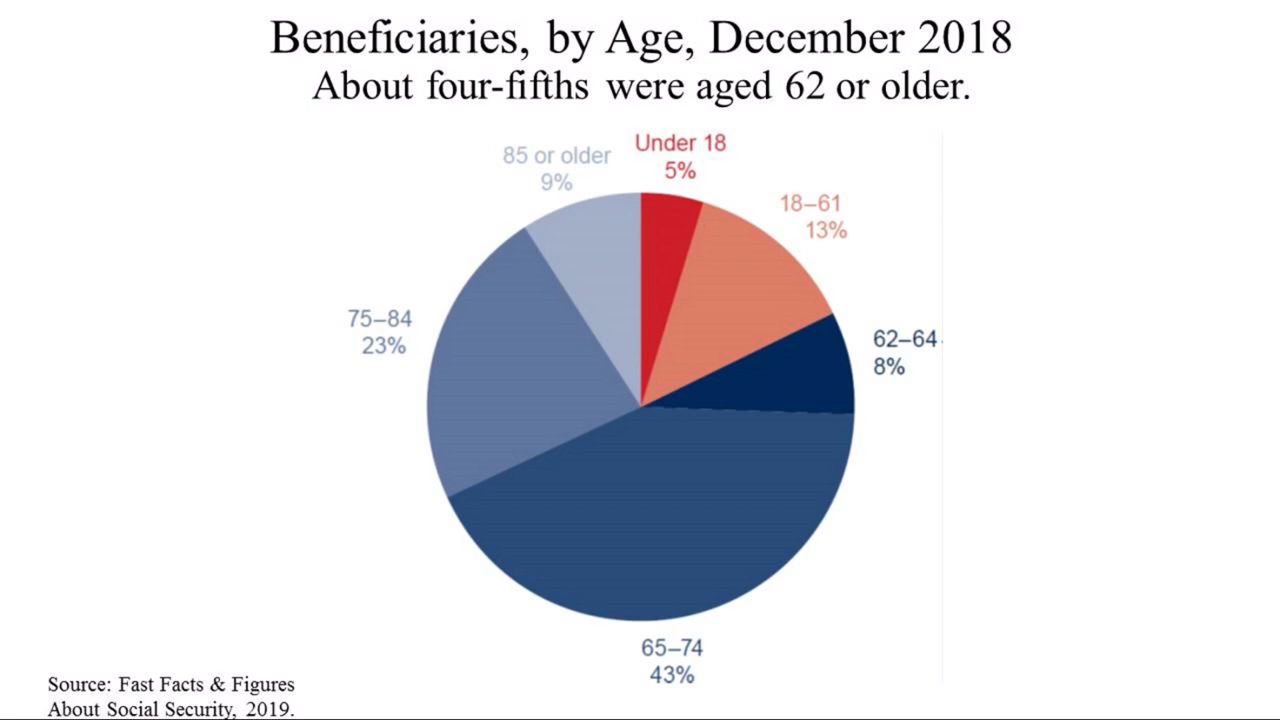 Beneficiaries, by Age, December 2018
About four-fifths were aged 62 or older.
Under 18
5%
85 or older
9%
18–61
13%
75–84
23%
62–64
8%
65–74
43%
Source: Fast Facts & Figures
About Social Security, 2019.